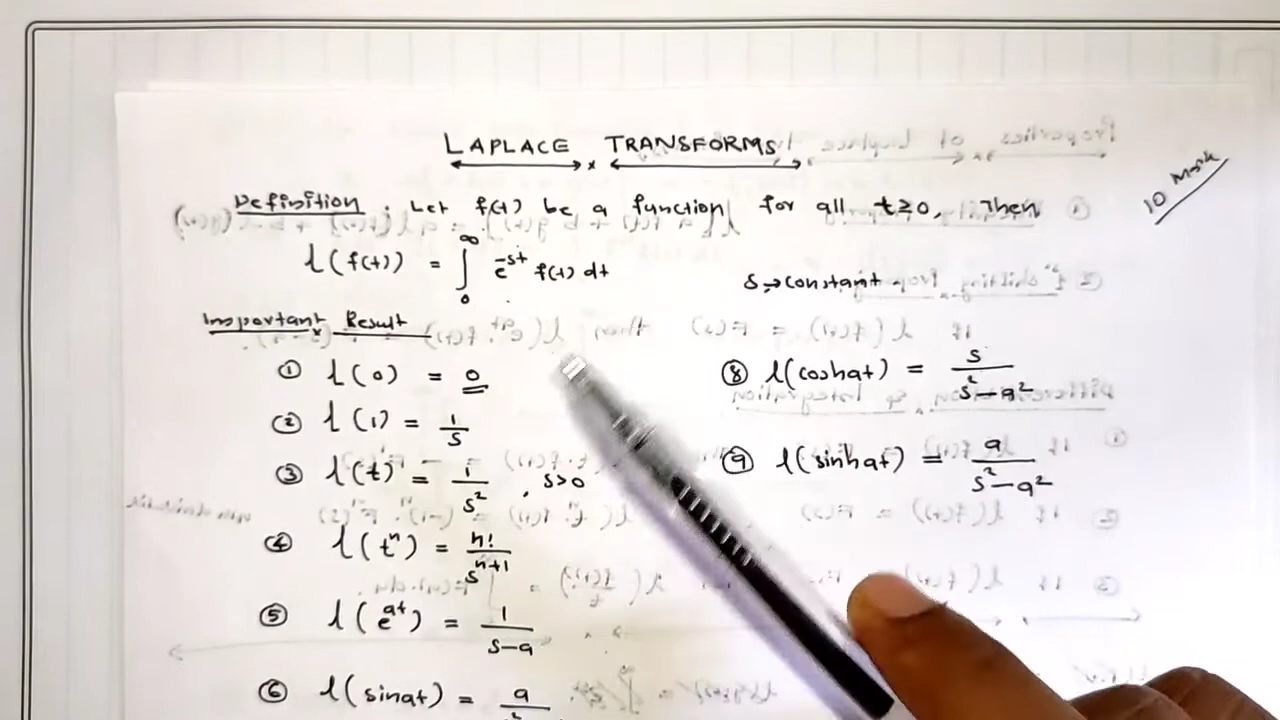 LAPLACE TRANSFORMS
10 Mark
Definition : Let f(t) be a function for all t≥0, Then
L(f(t)) = ∫₀^∞ e^-st f(t) dt
s→constant
Important Result
① L(0) = 0
② L(1) = 1/s
③ L(t) = 1/s² , s>0
④ L(tⁿ) = n!/s^n+1
⑤ L(e^at) = 1/s-a
⑥ L(sinat) = a
⑧ L(coshat) = s/s²-a²
⑨ L(sinhat) = a/s²-a²